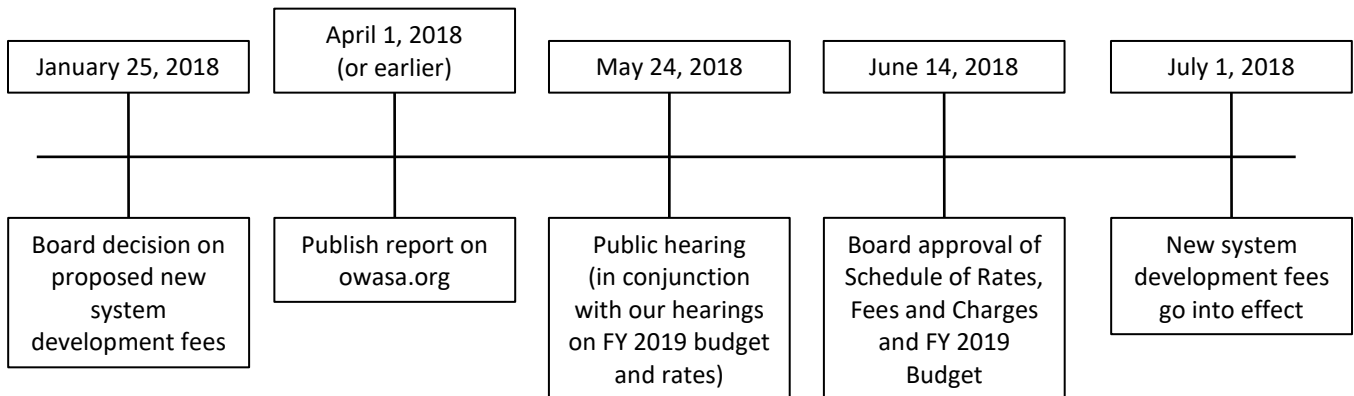 January 25, 2018
April 1, 2018
(or earlier)
May 24, 2018
June 14, 2018
July 1, 2018
Board decision on
proposed new
system
development fees
Publish report on
owasa.org
Public hearing
(in conjunction
with our hearings
on FY 2019 budget
and rates)
Board approval of
Schedule of Rates,
Fees and Charges
and FY 2019
Budget
New system
development fees
go into effect